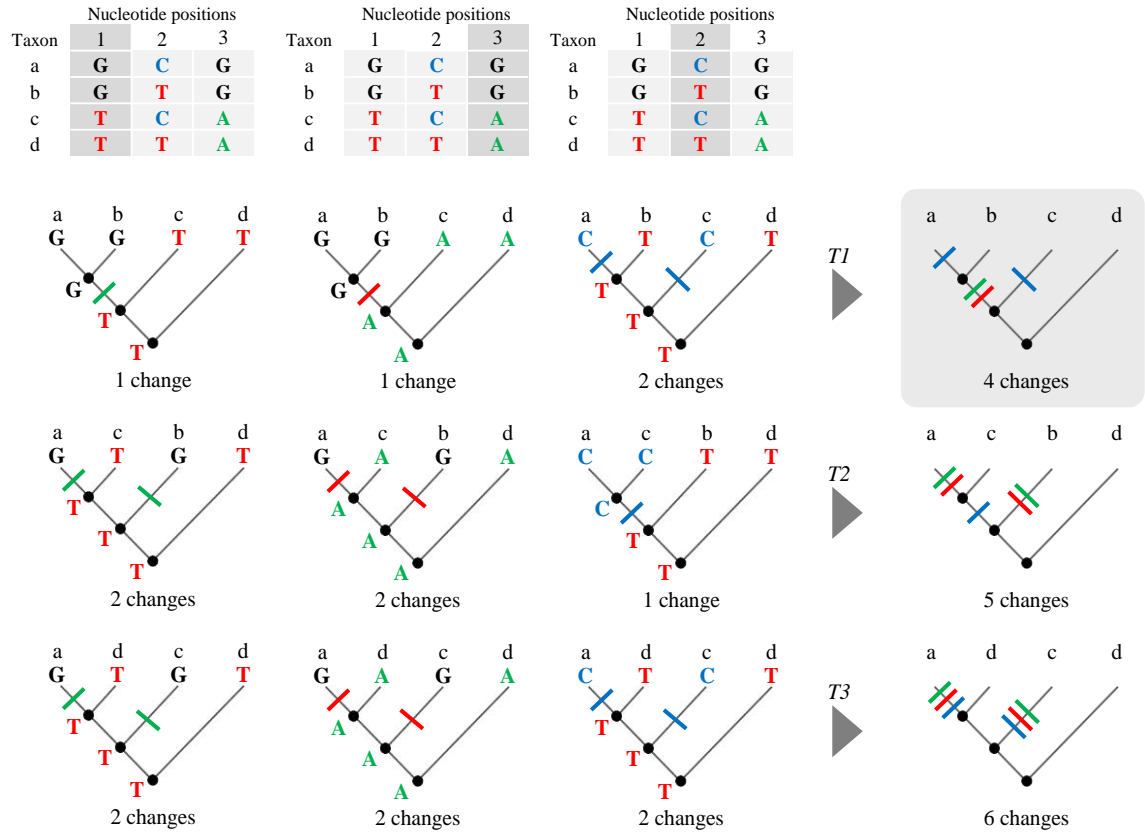 Nucleotide positions Nucleotide positions Nucleotide positions
Taxon 1 2 3 Taxon 1 2 3 Taxon 1 2 3
a G C G a G C G a G C G
b G T G b G T G b G T G
c T C A c T C A c T C A
d T T A d T T A d T T A
a b c d a b c d a b c d a b c d
G G T T G G A A C T C T
T1
G G T
T A T
T A T
1 change 1 change 2 changes 4 changes
a c b d a c b d a c b d a c b d
G T G T G A G A C C T T
T2
T A C
T A T
T A T
2 changes 2 changes 1 change 5 changes
a d c d a d c d a d c d a d c d
G T G T G A G A C T C T
T3
T A T
T A T
T A T
2 changes 2 changes 2 changes 6 changes